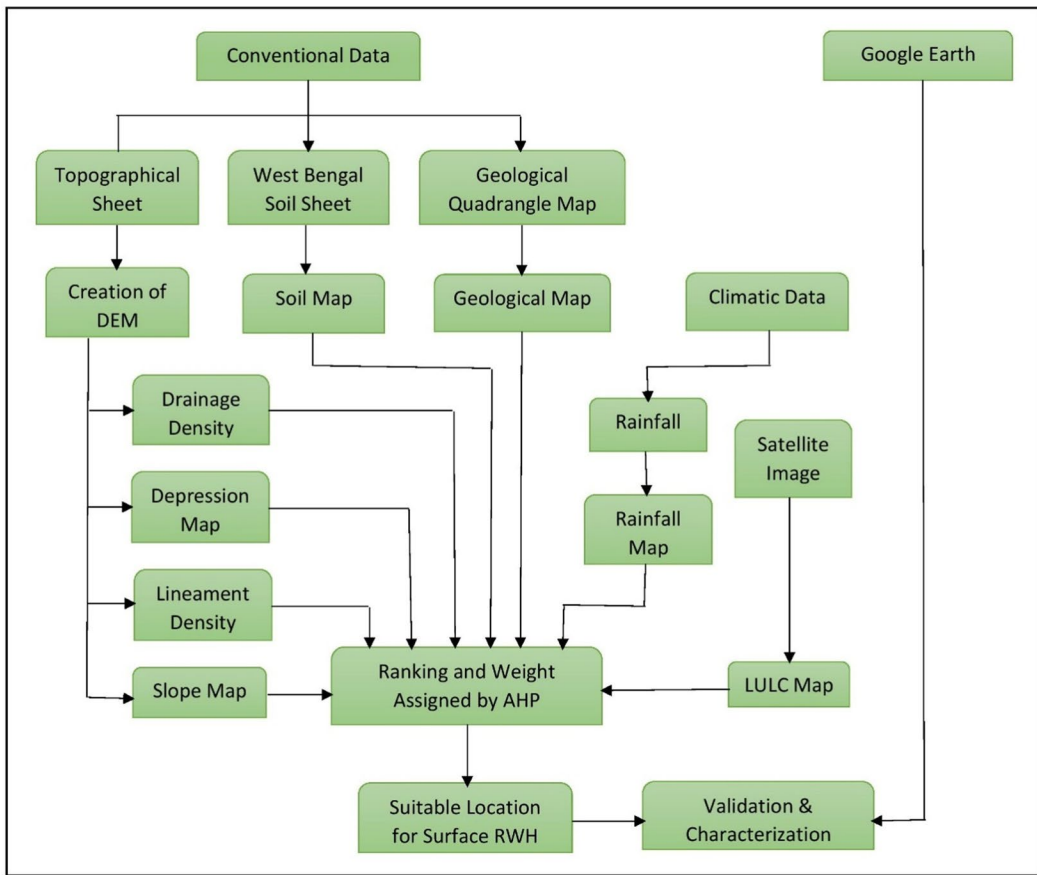 Conventional Data
Google Earth
Topographical
Sheet
West Bengal
Soil Sheet
Geological
Quadrangle Map
Creation of
DEM
Soil Map
Geological Map
Climatic Data
Drainage
Density
Rainfall
Satellite
Image
Depression
Map
Rainfall
Map
Lineament
Density
Slope Map
Ranking and Weight
Assigned by AHP
LULC Map
Suitable Location
for Surface RWH
Validation &
Characterization